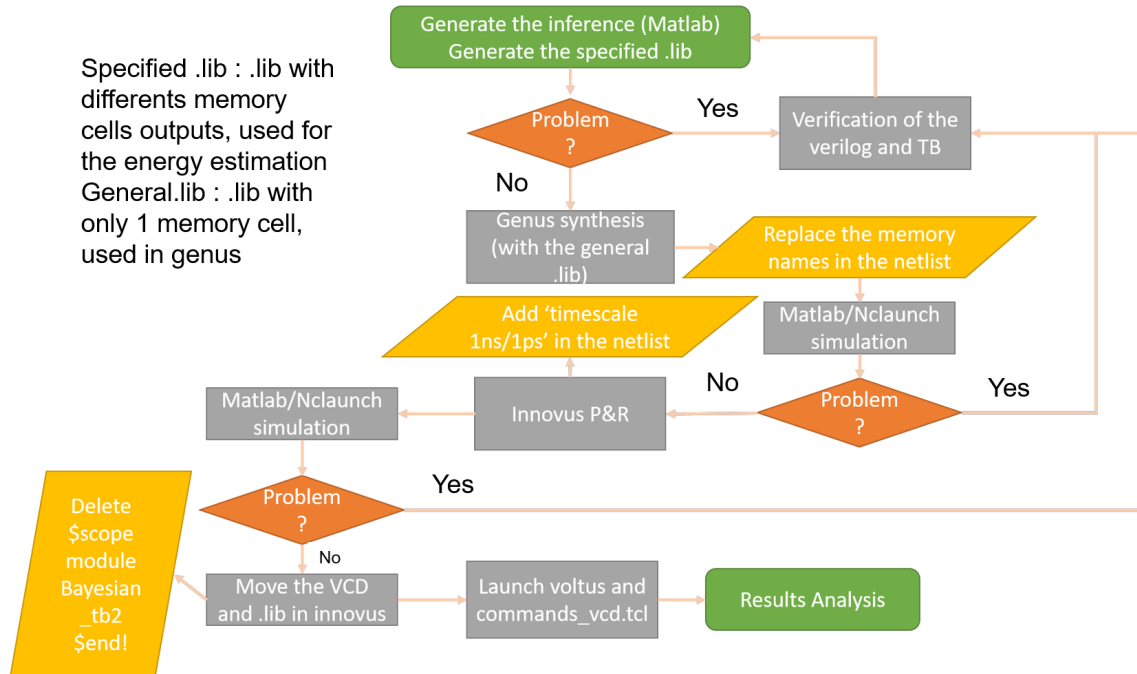 Generate the inference (Matlab)
Generate the specified .lib
Specified .lib : .lib with
differents memory
cells outputs, used for
the energy estimation
General.lib : .lib with
only 1 memory cell,
used in genus
Problem
?
Yes
Verification of the
verilog and TB
No
Genus synthesis
(with the general
.lib)
Replace the memory
names in the netlist
Matlab/Nclaunch
simulation
Add ‘timescale
1ns/1ps’ in the netlist
Problem
?
Yes
No
Innovus P&R
Matlab/Nclaunch
simulation
Problem
?
Yes
No
Delete
$scope
module
Bayesian
_tb2
$end!
Move the VCD
and .lib in innovus
Launch voltus and
commands_vcd.tcl
Results Analysis